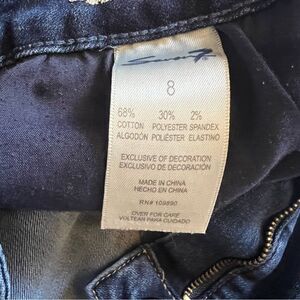 8
68% 30% 2%
COTTON POLYESTER SPANDEX
ALGODÓN POLIÉSTER ELASTINO
EXCLUSIVE OF DECORATION
EXCLUSIVO DE DECORACIÓN
MADE IN CHINA
HECHO EN CHINA
RN# 109890
OVER FOR CARE
VOLTEAR PARA CUIDADO